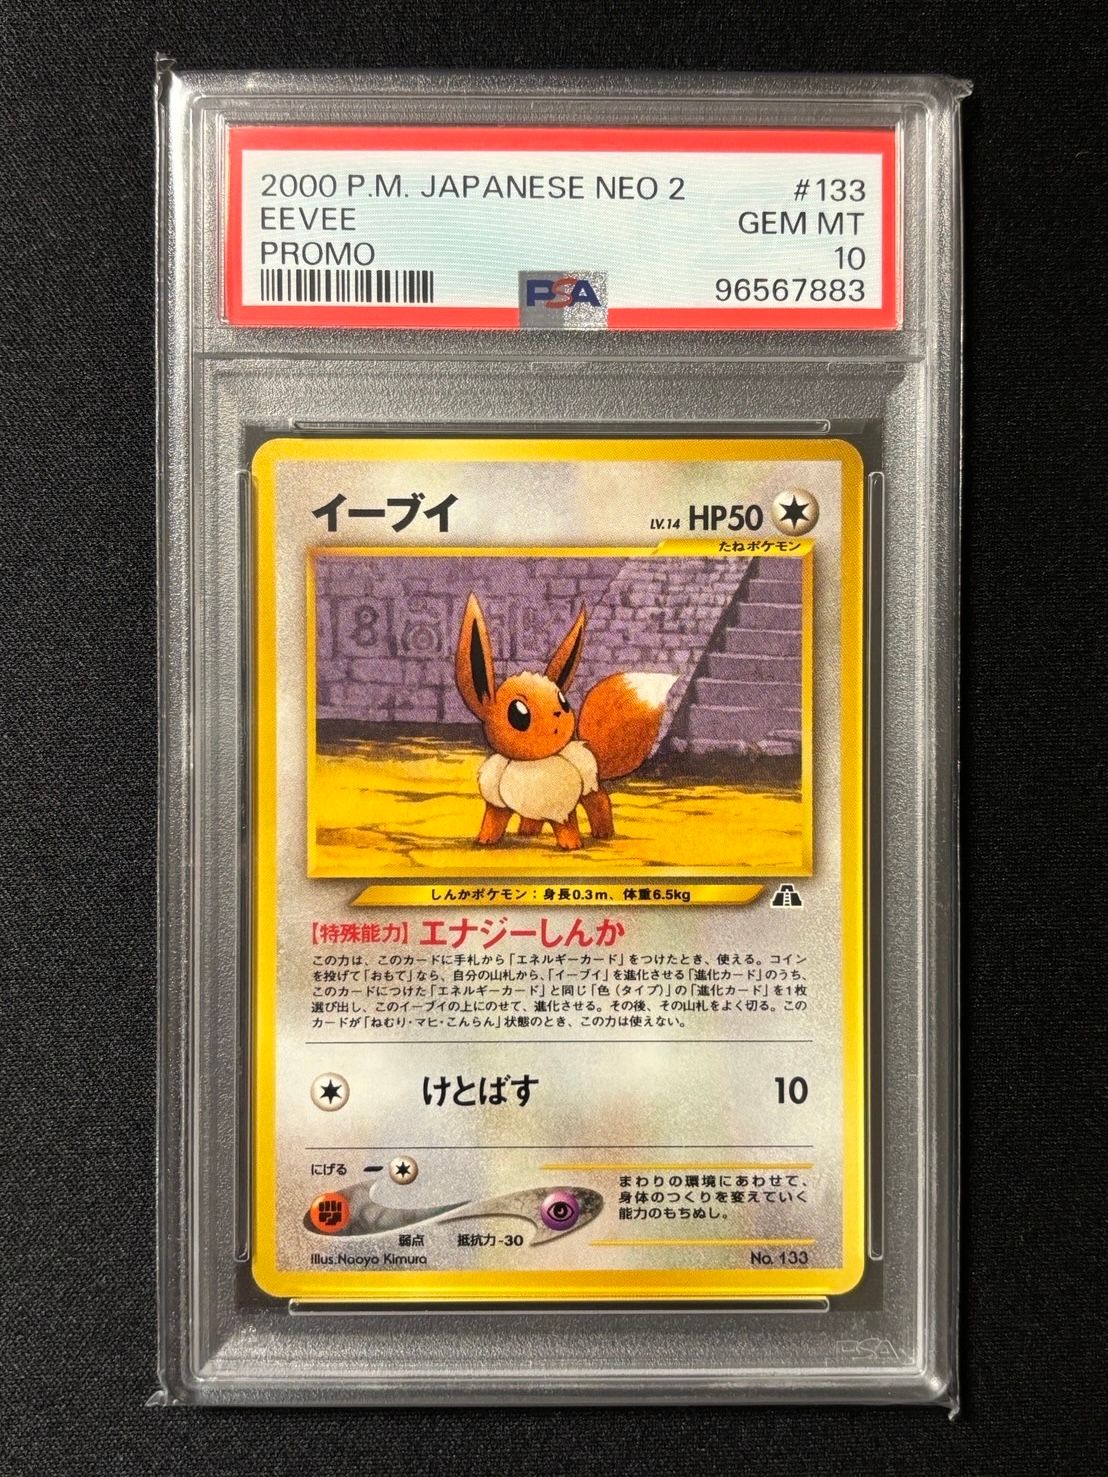 2000 P.M. JAPANESE NEO 2 #133
EEVEE GEM MT
PROMO 10
PSA 96567883
イーブイ LV.14 HP50
たねポケモン
しんかポケモン：身長0.3m、体重6.5kg
【特殊能力】エナジーしんか
この力は、このカードに手札から「エネルギーカード」をつけたとき、使える。コイン
を投げて「おもて」なら、自分の山札から、「イーブイ」を進化させる「進化カード」のうち、
このカードにつけた「エネルギーカード」と同じ「色（タイプ）」の「進化カード」を1枚
選び出し、このイーブイの上にのせて、進化させる。その後、その山札をよく切る。この
カードが「ねむり・マヒ・こんらん」状態のとき、この力は使えない。
けとばす 10
にげる
まわりの環境にあわせて、
身体のつくりを変えていく
能力のもちぬし。
弱点 抵抗力-30
Illus.Naoyo Kimura No. 133
PSA